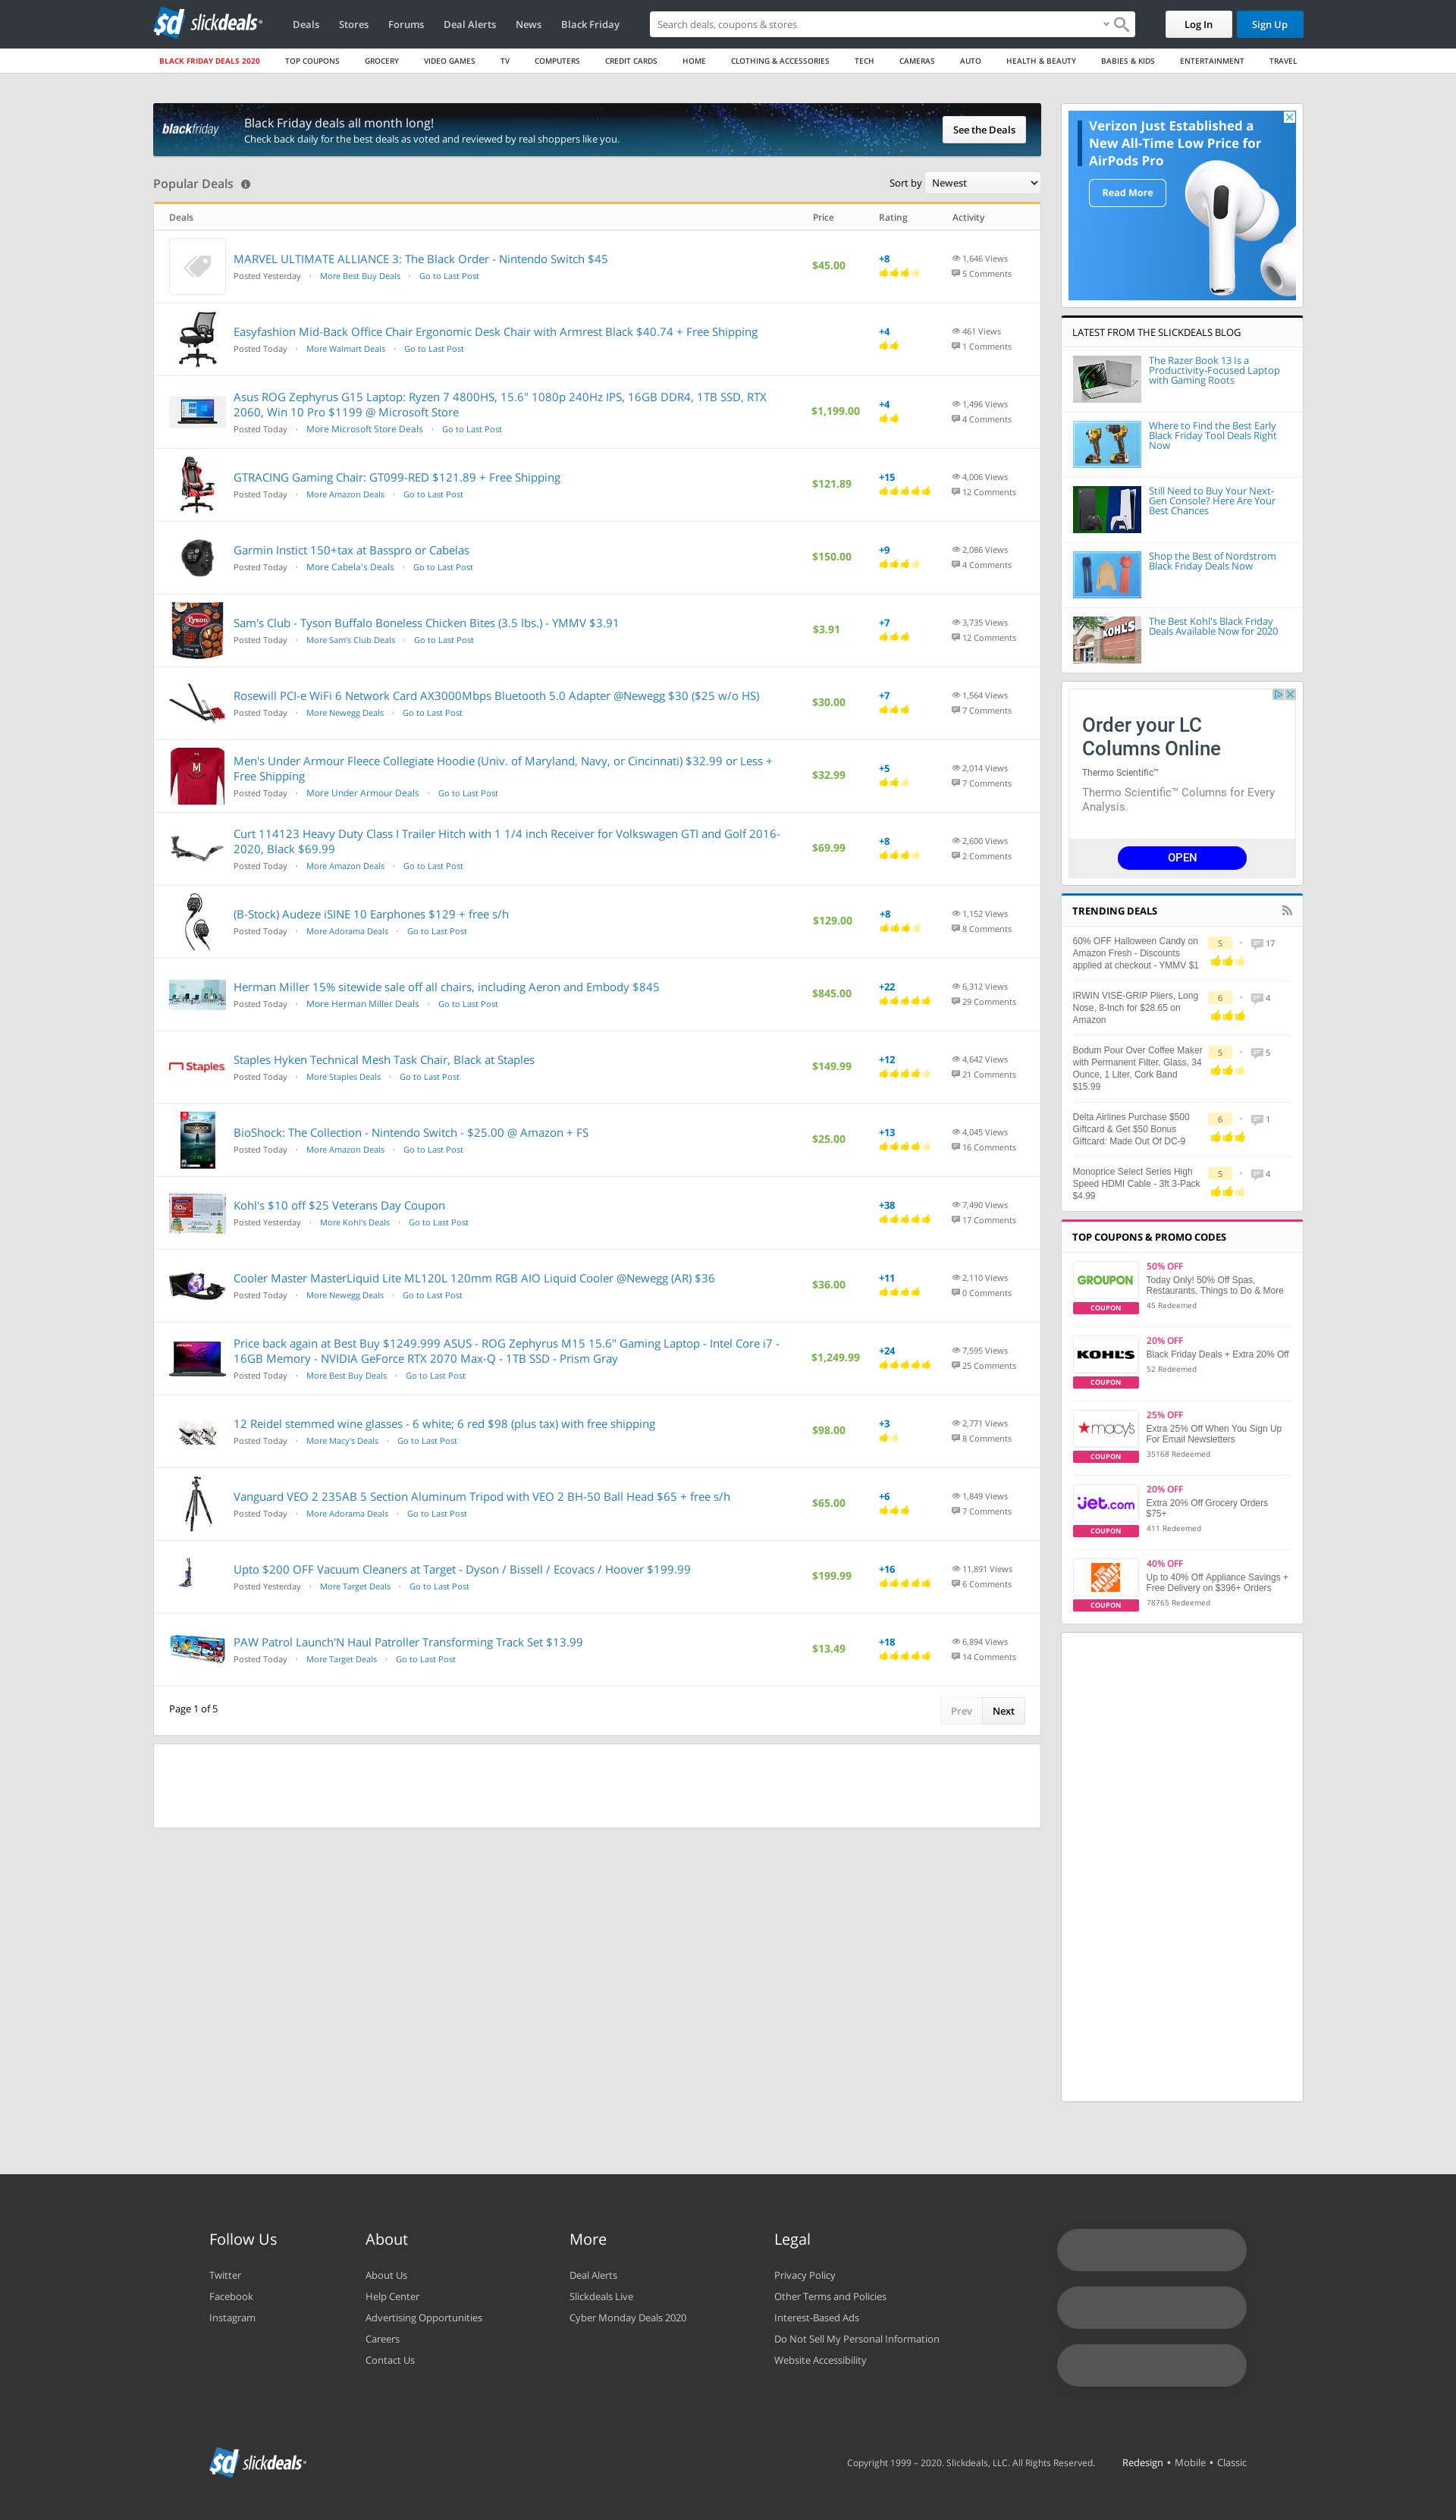 sd slickdeals
Deals Stores Forums Deal Alerts News Black Friday
Search deals, coupons & stores
Log In Sign Up
BLACK FRIDAY DEALS 2020 TOP COUPONS GROCERY VIDEO GAMES TV COMPUTERS CREDIT CARDS HOME CLOTHING & ACCESSORIES TECH CAMERAS AUTO HEALTH & BEAUTY BABIES & KIDS ENTERTAINMENT TRAVEL
blackfriday
Black Friday deals all month long!
Check back daily for the best deals as voted and reviewed by real shoppers like you.
See the Deals
Popular Deals
Sort by Newest
Deals Price Rating Activity
MARVEL ULTIMATE ALLIANCE 3: The Black Order - Nintendo Switch $45
Posted Yesterday · More Best Buy Deals · Go to Last Post
$45.00 +8 1,646 Views
5 Comments
Easyfashion Mid-Back Office Chair Ergonomic Desk Chair with Armrest Black $40.74 + Free Shipping
Posted Today · More Walmart Deals · Go to Last Post
+4 461 Views
1 Comments
Asus ROG Zephyrus G15 Laptop: Ryzen 7 4800HS, 15.6" 1080p 240Hz IPS, 16GB DDR4, 1TB SSD, RTX
2060, Win 10 Pro $1199 @ Microsoft Store
Posted Today · More Microsoft Store Deals · Go to Last Post
$1,199.00 +4 1,496 Views
4 Comments
GTRACING Gaming Chair: GT099-RED $121.89 + Free Shipping
Posted Today · More Amazon Deals · Go to Last Post
$121.89 +15 4,006 Views
12 Comments
Garmin Instict 150+tax at Basspro or Cabelas
Posted Today · More Cabela's Deals · Go to Last Post
$150.00 +9 2,086 Views
4 Comments
Tyson
Sam's Club - Tyson Buffalo Boneless Chicken Bites (3.5 lbs.) - YMMV $3.91
Posted Today · More Sam's Club Deals · Go to Last Post
$3.91 +7 3,735 Views
12 Comments
Rosewill PCI-e WiFi 6 Network Card AX3000Mbps Bluetooth 5.0 Adapter @Newegg $30 ($25 w/o HS)
Posted Today · More Newegg Deals · Go to Last Post
$30.00 +7 1,564 Views
7 Comments
M
Men's Under Armour Fleece Collegiate Hoodie (Univ. of Maryland, Navy, or Cincinnati) $32.99 or Less +
Free Shipping
Posted Today · More Under Armour Deals · Go to Last Post
$32.99 +5 2,014 Views
7 Comments
Curt 114123 Heavy Duty Class I Trailer Hitch with 1 1/4 inch Receiver for Volkswagen GTI and Golf 2016-
2020, Black $69.99
Posted Today · More Amazon Deals · Go to Last Post
$69.99 +8 2,600 Views
2 Comments
(B-Stock) Audeze iSINE 10 Earphones $129 + free s/h
Posted Today · More Adorama Deals · Go to Last Post
$129.00 +8 1,152 Views
8 Comments
Herman Miller 15% sitewide sale off all chairs, including Aeron and Embody $845
Posted Today · More Herman Miller Deals · Go to Last Post
$845.00 +22 6,312 Views
29 Comments
Staples
Staples Hyken Technical Mesh Task Chair, Black at Staples
Posted Today · More Staples Deals · Go to Last Post
$149.99 +12 4,642 Views
21 Comments
BIOSHOCK
BioShock: The Collection - Nintendo Switch - $25.00 @ Amazon + FS
Posted Today · More Amazon Deals · Go to Last Post
$25.00 +13 4,045 Views
16 Comments
Kohl's $10 off $25 Veterans Day Coupon
Posted Yesterday · More Kohl's Deals · Go to Last Post
+38 7,490 Views
17 Comments
Cooler Master MasterLiquid Lite ML120L 120mm RGB AIO Liquid Cooler @Newegg (AR) $36
Posted Today · More Newegg Deals · Go to Last Post
$36.00 +11 2,110 Views
0 Comments
Price back again at Best Buy $1249.999 ASUS - ROG Zephyrus M15 15.6" Gaming Laptop - Intel Core i7 -
16GB Memory - NVIDIA GeForce RTX 2070 Max-Q - 1TB SSD - Prism Gray
Posted Today · More Best Buy Deals · Go to Last Post
$1,249.99 +24 7,595 Views
25 Comments
12 Reidel stemmed wine glasses - 6 white; 6 red $98 (plus tax) with free shipping
Posted Today · More Macy's Deals · Go to Last Post
$98.00 +3 2,771 Views
8 Comments
Vanguard VEO 2 235AB 5 Section Aluminum Tripod with VEO 2 BH-50 Ball Head $65 + free s/h
Posted Today · More Adorama Deals · Go to Last Post
$65.00 +6 1,849 Views
7 Comments
Upto $200 OFF Vacuum Cleaners at Target - Dyson / Bissell / Ecovacs / Hoover $199.99
Posted Yesterday · More Target Deals · Go to Last Post
$199.99 +16 11,891 Views
6 Comments
PAW Patrol Launch'N Haul Patroller Transforming Track Set $13.99
Posted Today · More Target Deals · Go to Last Post
$13.49 +18 6,894 Views
14 Comments
Page 1 of 5
Prev Next
Verizon Just Established a
New All-Time Low Price for
AirPods Pro
Read More
LATEST FROM THE SLICKDEALS BLOG
The Razer Book 13 Is a
Productivity-Focused Laptop
with Gaming Roots
Where to Find the Best Early
Black Friday Tool Deals Right
Now
Still Need to Buy Your Next-
Gen Console? Here Are Your
Best Chances
Shop the Best of Nordstrom
Black Friday Deals Now
KOHL'S
The Best Kohl's Black Friday
Deals Available Now for 2020
Order your LC
Columns Online
Thermo Scientific™
Thermo Scientific™ Columns for Every
Analysis.
OPEN
TRENDING DEALS
60% OFF Halloween Candy on
Amazon Fresh - Discounts
applied at checkout - YMMV $1
5 • 17
IRWIN VISE-GRIP Pliers, Long
Nose, 8-Inch for $28.65 on
Amazon
6 • 4
Bodum Pour Over Coffee Maker
with Permanent Filter, Glass, 34
Ounce, 1 Liter, Cork Band
$15.99
5 • 5
Delta Airlines Purchase $500
Giftcard & Get $50 Bonus
Giftcard: Made Out Of DC-9
6 • 1
Monoprice Select Series High
Speed HDMI Cable - 3ft 3-Pack
$4.99
5 • 4
TOP COUPONS & PROMO CODES
GROUPON
COUPON
50% OFF
Today Only! 50% Off Spas,
Restaurants, Things to Do & More
45 Redeemed
KOHL'S
COUPON
20% OFF
Black Friday Deals + Extra 20% Off
52 Redeemed
macy's
COUPON
25% OFF
Extra 25% Off When You Sign Up
For Email Newsletters
35168 Redeemed
jet.com
COUPON
20% OFF
Extra 20% Off Grocery Orders
$75+
411 Redeemed
THE HOME DEPOT
COUPON
40% OFF
Up to 40% Off Appliance Savings +
Free Delivery on $396+ Orders
78765 Redeemed
Follow Us
Twitter
Facebook
Instagram
About
About Us
Help Center
Advertising Opportunities
Careers
Contact Us
More
Deal Alerts
Slickdeals Live
Cyber Monday Deals 2020
Legal
Privacy Policy
Other Terms and Policies
Interest-Based Ads
Do Not Sell My Personal Information
Website Accessibility
sd slickdeals
Copyright 1999 – 2020. Slickdeals, LLC. All Rights Reserved.
Redesign • Mobile • Classic